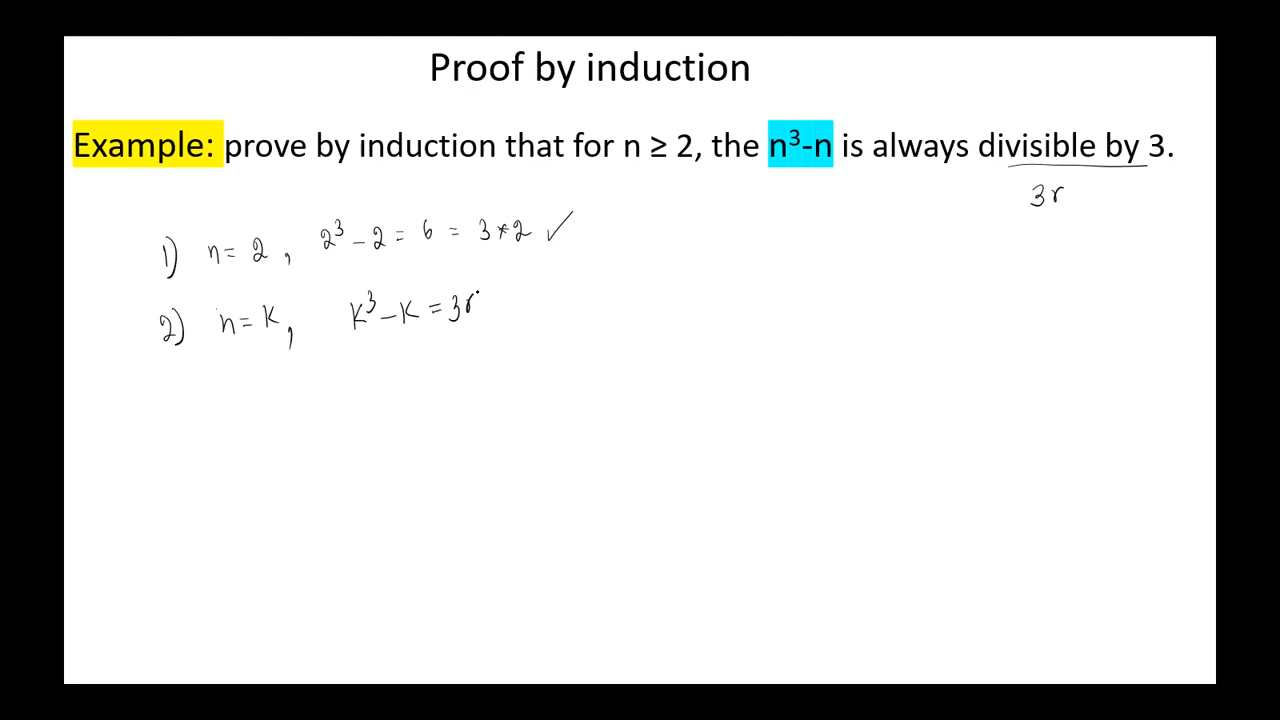 Proof by induction
Example: prove by induction that for n ≥ 2, the n³-n is always divisible by 3.
3r
1) n = 2 , 2³ - 2 = 6 = 3 * 2 ✓
2) n = k , k³ - k = 3r